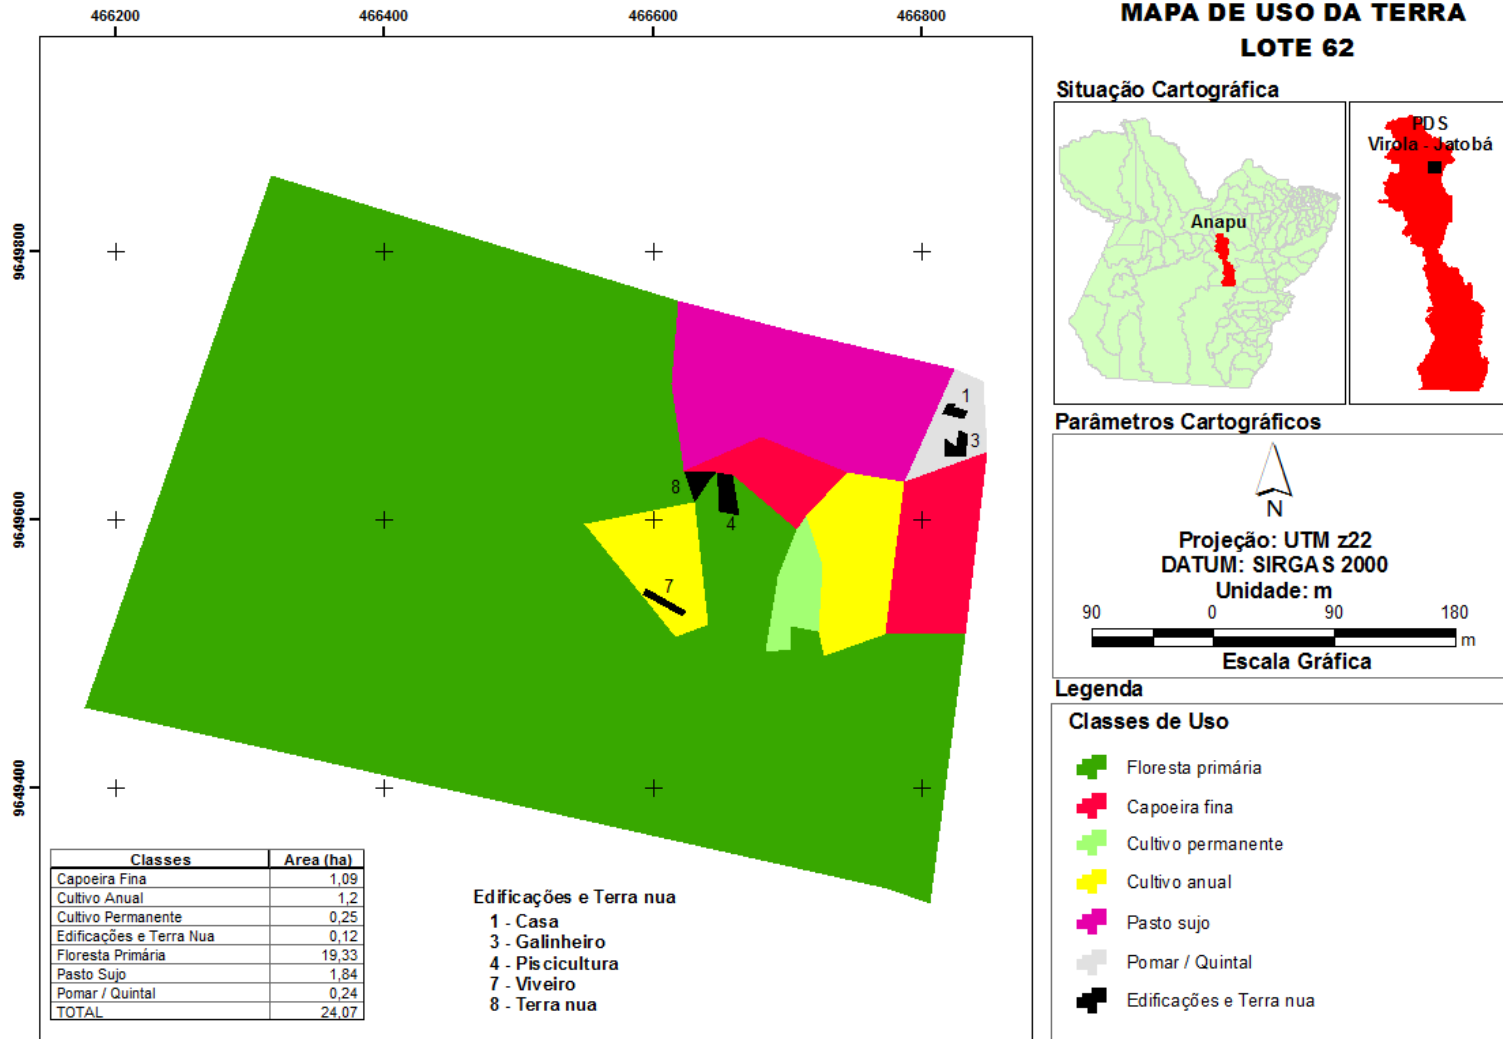 MAPA DE USO DA TERRA
LOTE 62
466200 466400 466600 466800
9649800
9649600
9649400
1
3
8
4
7
Situação Cartográfica
Anapu
PDS
Virola - Jatobá
Parâmetros Cartográficos
N
Projeção: UTM z22
DATUM: SIRGAS 2000
Unidade: m
90 0 90 180
m
Escala Gráfica
Legenda
Classes de Uso
Floresta primária
Capoeira fina
Cultivo permanente
Cultivo anual
Pasto sujo
Pomar / Quintal
Edificações e Terra nua
Classes Area (ha)
Capoeira Fina 1,09
Cultivo Anual 1,2
Cultivo Permanente 0,25
Edificações e Terra Nua 0,12
Floresta Primária 19,33
Pasto Sujo 1,84
Pomar / Quintal 0,24
TOTAL 24,07
Edificações e Terra nua
1 - Casa
3 - Galinheiro
4 - Piscicultura
7 - Viveiro
8 - Terra nua